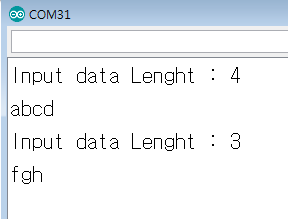 COM31
Input data Lenght : 4
abcd
Input data Lenght : 3
fgh